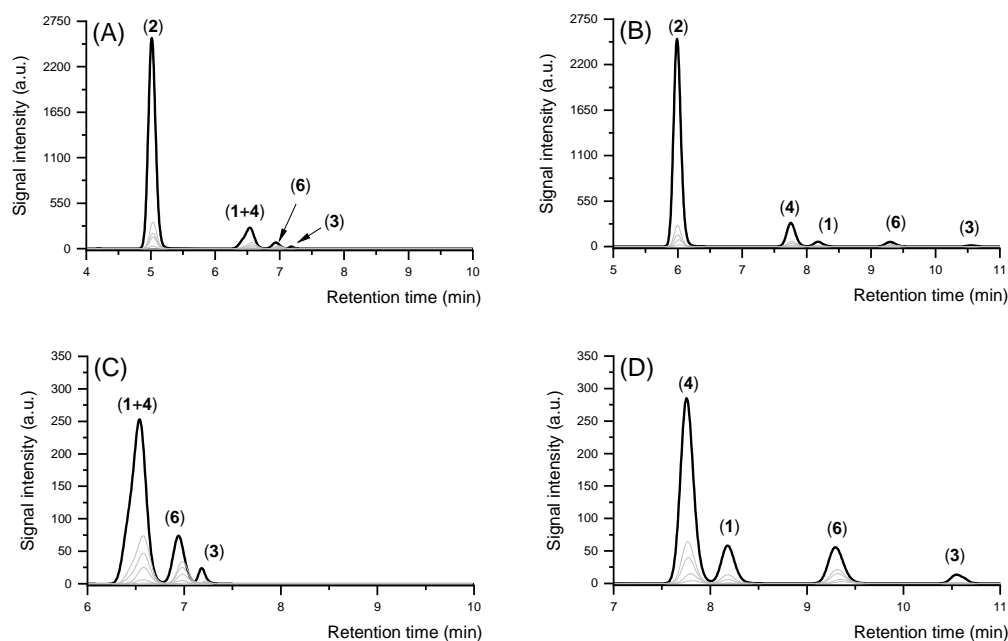 (A)
(2)
(1+4)
(6)
(3)
Signal intensity (a.u.)
2750
2200
1650
1100
550
0
4 5 6 7 8 9 10
Retention time (min)
(B)
(2)
(4)
(1)
(6)
(3)
Signal intensity (a.u.)
2750
2200
1650
1100
550
0
5 6 7 8 9 10 11
Retention time (min)
(C)
(1+4)
(6)
(3)
Signal intensity (a.u.)
350
300
250
200
150
100
50
0
6 7 8 9 10
Retention time (min)
(D)
(4)
(1)
(6)
(3)
Signal intensity (a.u.)
350
300
250
200
150
100
50
0
7 8 9 10 11
Retention time (min)